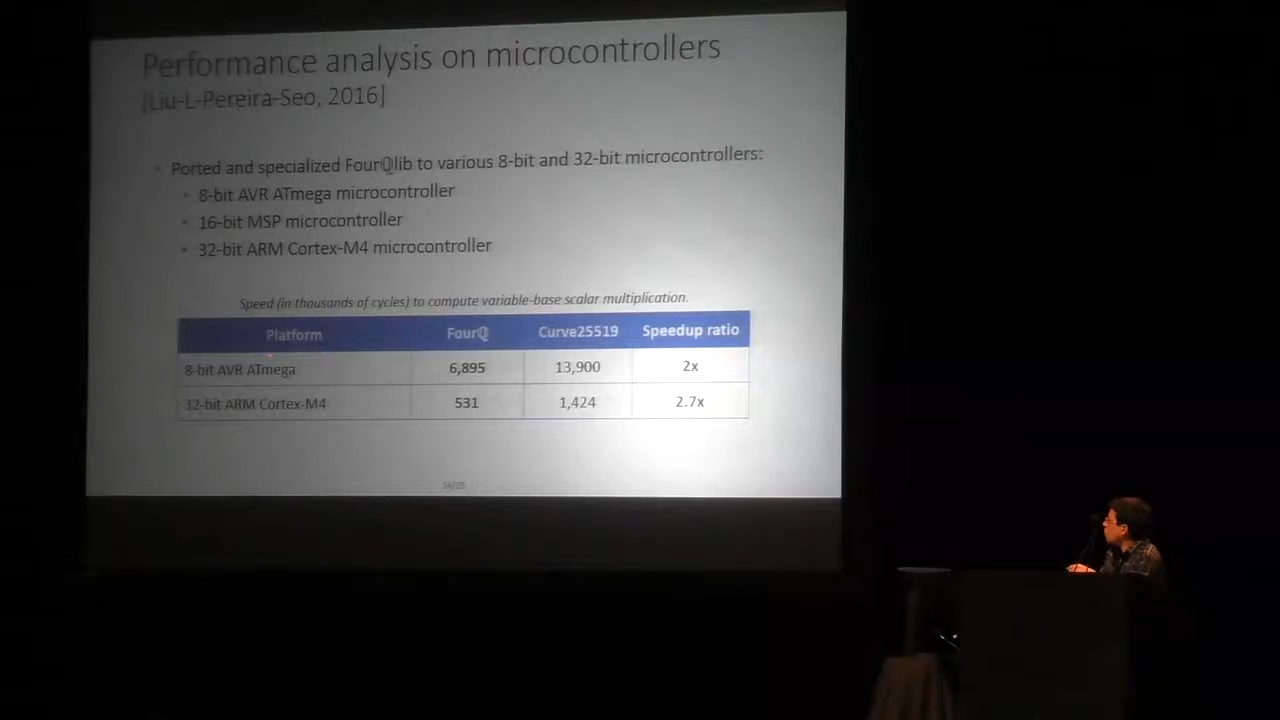 Performance analysis on microcontrollers
[Liu-L-Pereira-Seo, 2016]
Ported and specialized FourQlib to various 8-bit and 32-bit microcontrollers:
8-bit AVR ATmega microcontroller
16-bit MSP microcontroller
32-bit ARM Cortex-M4 microcontroller
Speed (in thousands of cycles) to compute variable-base scalar multiplication.
Platform FourQ Curve25519 Speedup ratio
8-bit AVR ATmega 6,895 13,900 2x
32-bit ARM Cortex-M4 531 1,424 2.7x